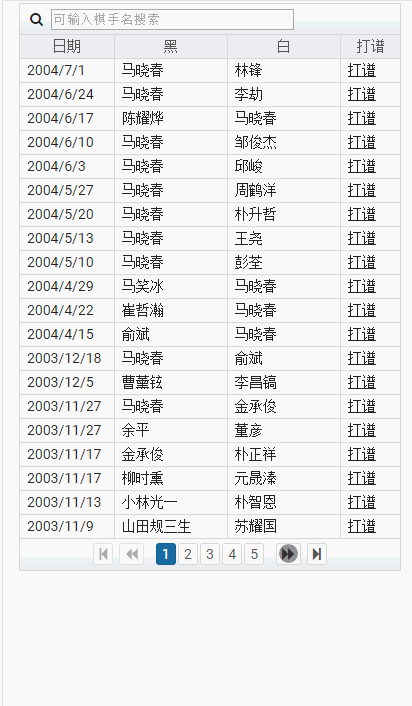 可输入棋手名搜索
日期 黑 白 打谱
2004/7/1 马晓春 林锋 打谱
2004/6/24 马晓春 李劼 打谱
2004/6/17 陈耀烨 马晓春 打谱
2004/6/10 马晓春 邹俊杰 打谱
2004/6/3 马晓春 邱峻 打谱
2004/5/27 马晓春 周鹤洋 打谱
2004/5/20 马晓春 朴升哲 打谱
2004/5/13 马晓春 王尧 打谱
2004/5/10 马晓春 彭荃 打谱
2004/4/29 马笑冰 马晓春 打谱
2004/4/22 崔哲瀚 马晓春 打谱
2004/4/15 俞斌 马晓春 打谱
2003/12/18 马晓春 俞斌 打谱
2003/12/5 曹薰铉 李昌镐 打谱
2003/11/27 马晓春 金承俊 打谱
2003/11/27 余平 董彦 打谱
2003/11/17 金承俊 朴正祥 打谱
2003/11/17 柳时熏 元晟溱 打谱
2003/11/13 小林光一 朴智恩 打谱
2003/11/9 山田规三生 苏耀国 打谱
1 2 3 4 5